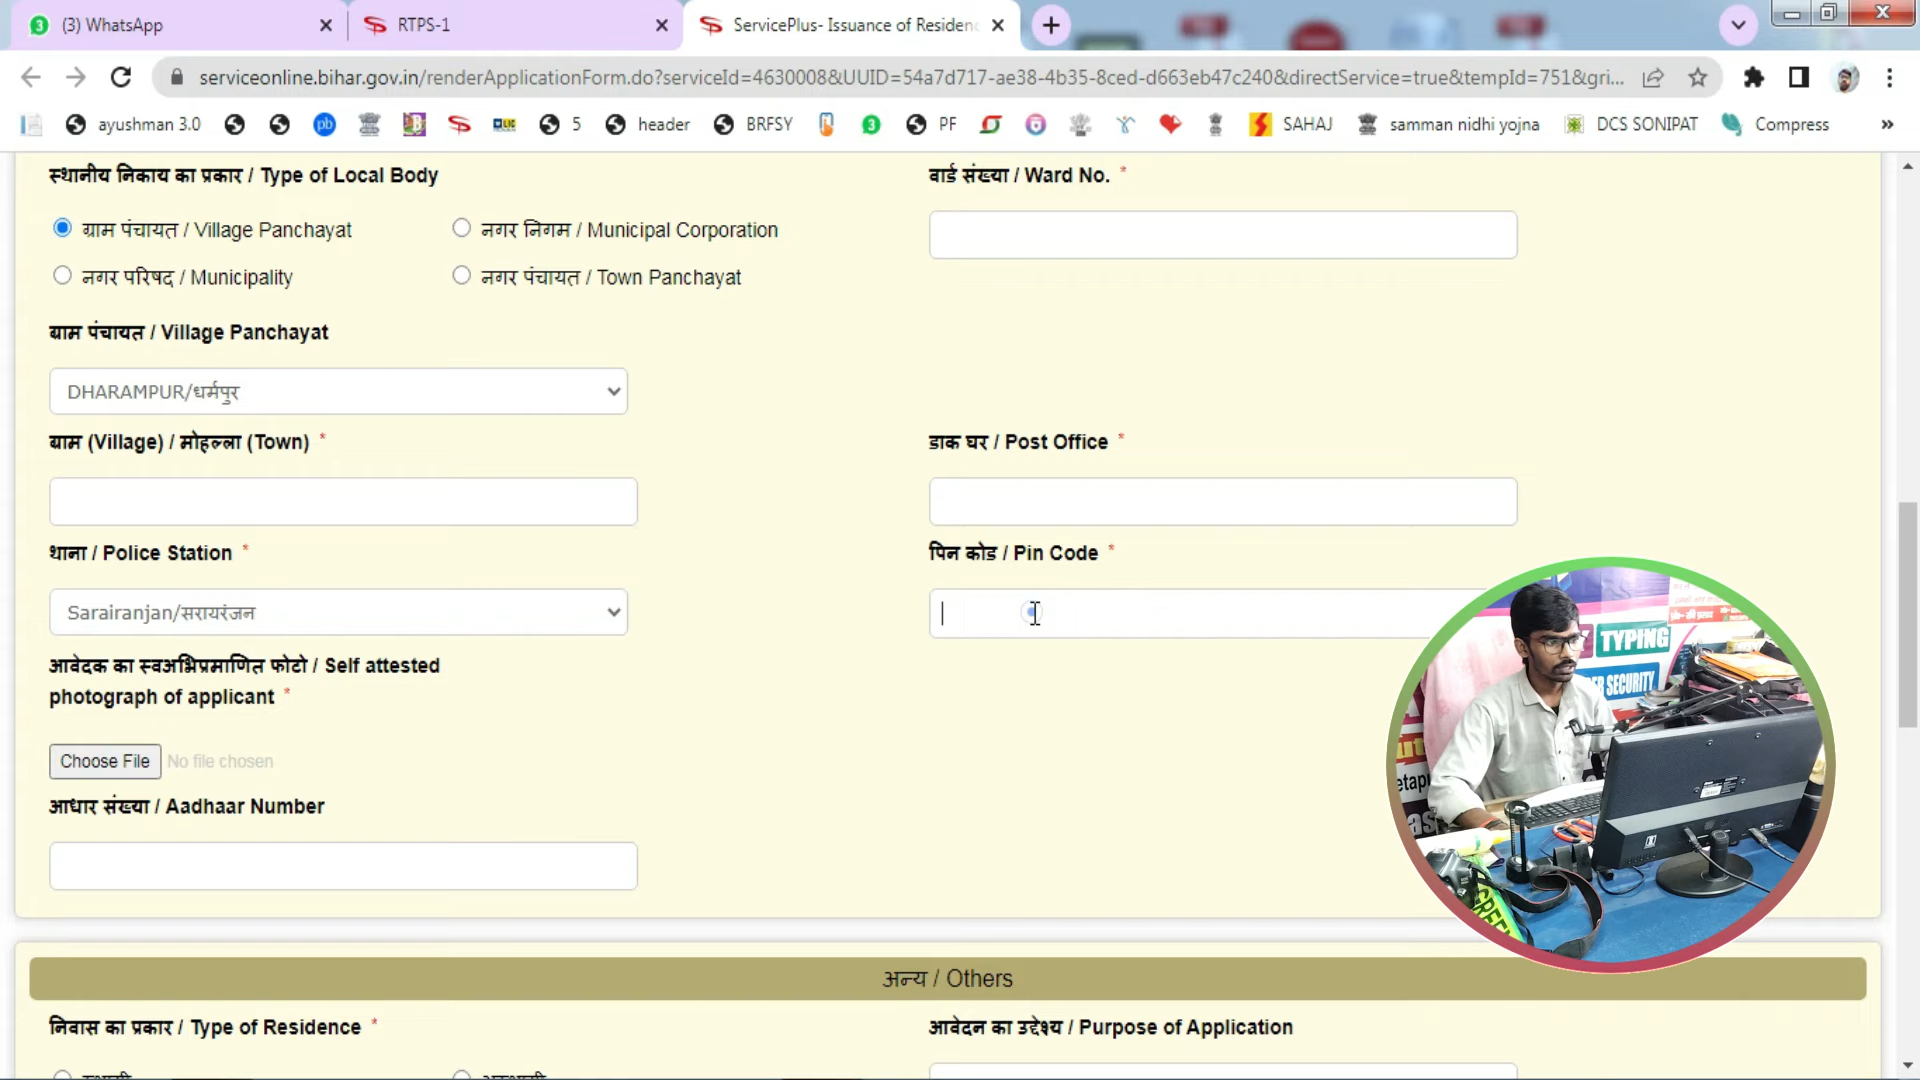 (3) WhatsApp
RTPS-1
ServicePlus- Issuance of Residen
serviceonline.bihar.gov.in/renderApplicationForm.do?serviceId=4630008&UUID=54a7d717-ae38-4b35-8ced-d663eb47c240&directService=true&tempId=751&gri...
ayushman 3.0 pb LIC 5 header BRFSY 3 PF SAHAJ samman nidhi yojna DCS SONIPAT Compress »
स्थानीय निकाय का प्रकार / Type of Local Body
वार्ड संख्या / Ward No. *
ग्राम पंचायत / Village Panchayat
नगर निगम / Municipal Corporation
नगर परिषद / Municipality
नगर पंचायत / Town Panchayat
ग्राम पंचायत / Village Panchayat
DHARAMPUR/धर्मपुर
ग्राम (Village) / मोहल्ला (Town) *
डाक घर / Post Office *
थाना / Police Station *
पिन कोड / Pin Code *
Sarairanjan/सरायरंजन
आवेदक का स्वअभिप्रमाणित फोटो / Self attested
photograph of applicant *
Choose File No file chosen
आधार संख्या / Aadhaar Number
TYPING
SECURITY
GREEN
अन्य / Others
निवास का प्रकार / Type of Residence *
आवेदन का उद्देश्य / Purpose of Application